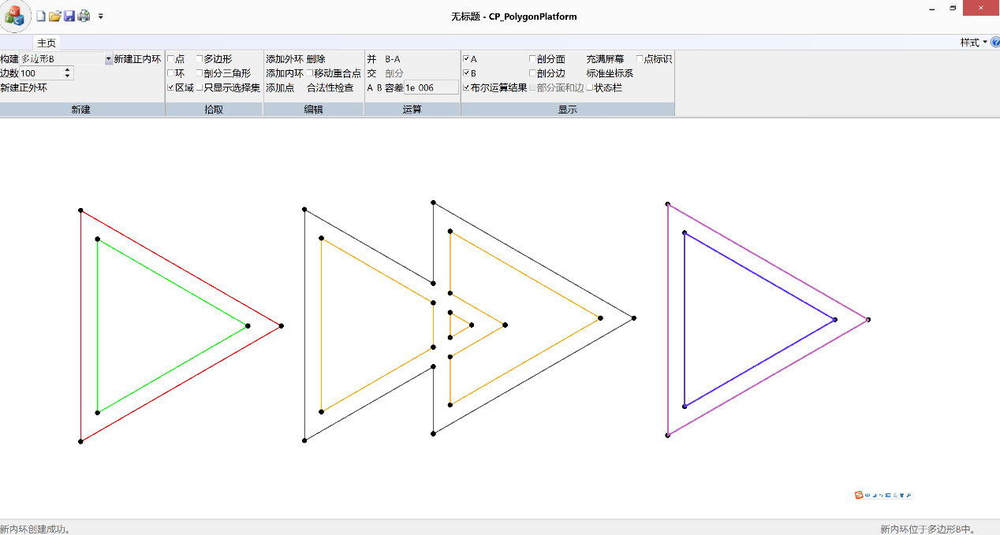 无标题 - CP_PolygonPlatform
主页
样式
构建 多边形B 新建正内环
边数 100
新建正外环
新建
点 多边形
环 剖分三角形
区域 只显示选择集
拾取
添加外环 删除
添加内环 移动重合点
添加点 合法性检查
编辑
并 B-A
交 剖分
A B 容差 1e 006
运算
A 剖分面 充满屏幕 点标识
B 剖分边 标准坐标系
布尔运算结果 剖分面和边 状态栏
显示
中
新内环创建成功。
新内环位于多边形B中。